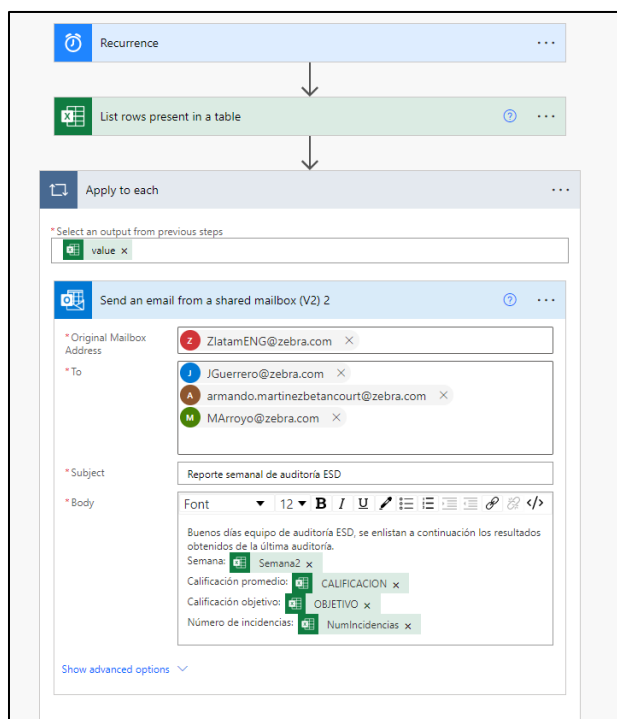 Recurrence
List rows present in a table
Apply to each
* Select an output from previous steps
value ×
Send an email from a shared mailbox (V2) 2
* Original Mailbox Address
Z ZlatamENG@zebra.com ×
* To
J JGuerrero@zebra.com ×
A armando.martinezbetancourt@zebra.com ×
M MArroyo@zebra.com ×
* Subject
Reporte semanal de auditoría ESD
* Body
Font 12 B I U </>
Buenos días equipo de auditoría ESD, se enlistan a continuación los resultados
obtenidos de la última auditoría.
Semana: Semana2 ×
Calificación promedio: CALIFICACION ×
Calificación objetivo: OBJETIVO ×
Número de incidencias: NumIncidencias ×
Show advanced options